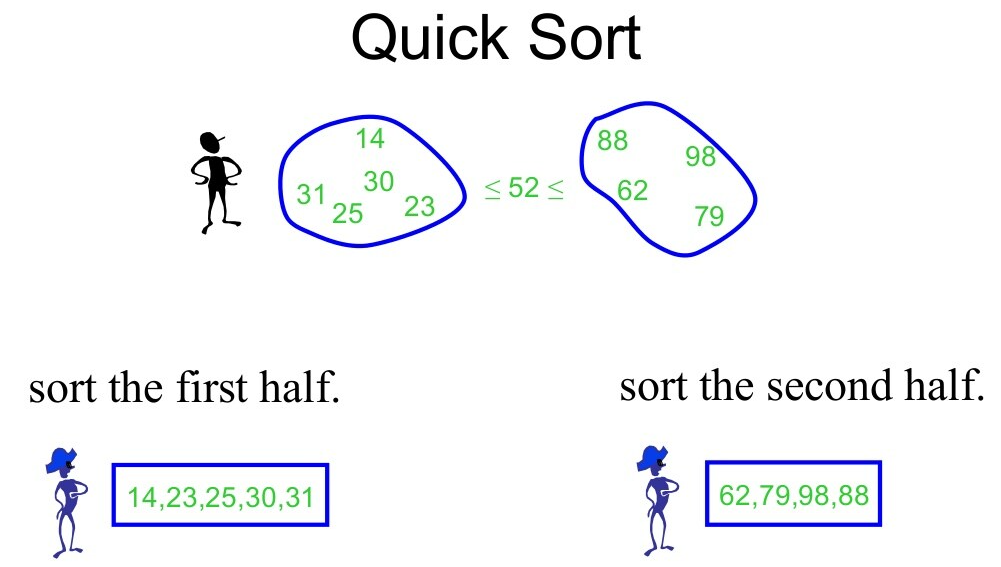 Quick Sort
14
88
98
31
30
25
23
≤ 52 ≤
62
79
sort the first half.
sort the second half.
14,23,25,30,31
62,79,98,88